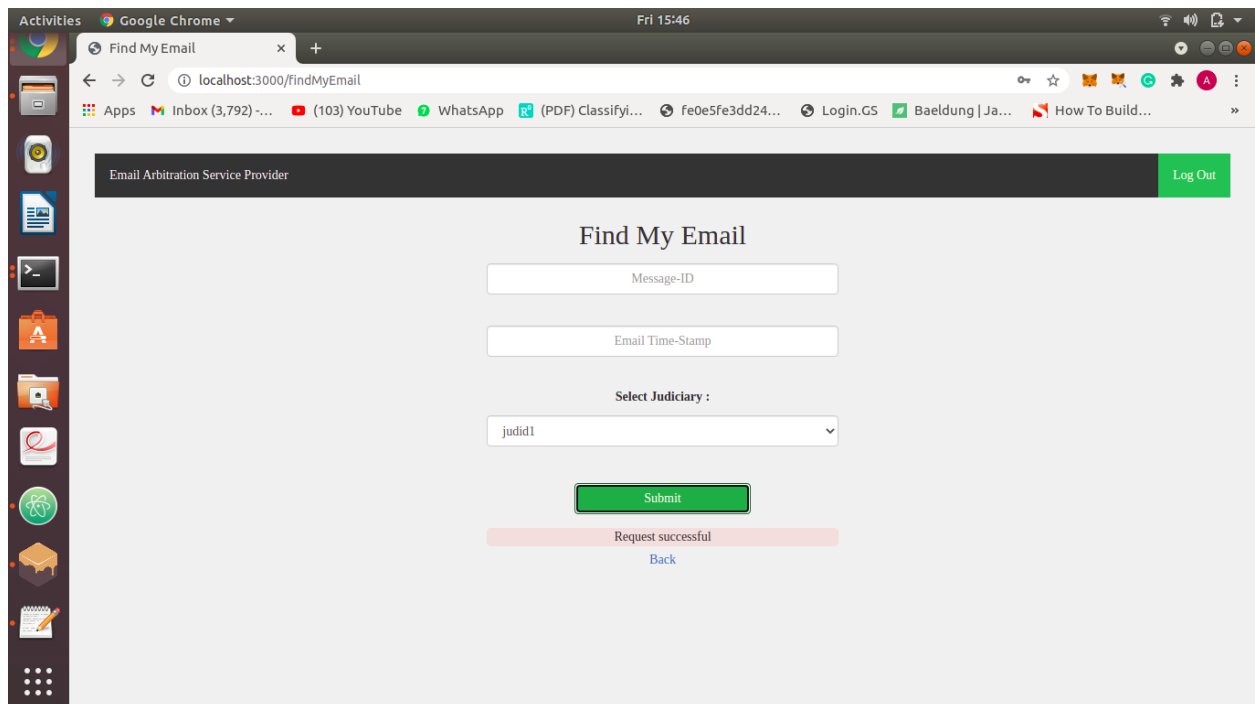 Activities Google Chrome Fri 15:46
Find My Email
localhost:3000/findMyEmail A
Apps Inbox (3,792) -... (103) YouTube WhatsApp (PDF) Classifyi... fe0e5fe3dd24... Login.GS Baeldung | Ja... How To Build... »
Email Arbitration Service Provider Log Out
Find My Email
Message-ID
Email Time-Stamp
Select Judiciary :
judid1
Submit
Request successful
Back